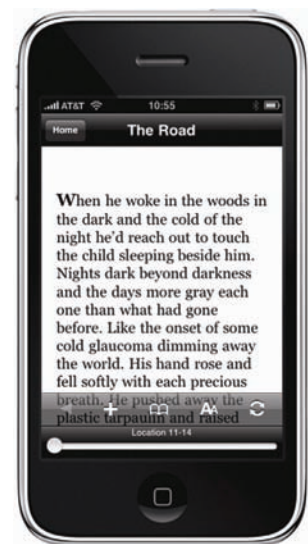 AT&T 10:55
Home The Road
When he woke in the woods in
the dark and the cold of the
night he'd reach out to touch
the child sleeping beside him.
Nights dark beyond darkness
and the days more gray each
one than what had gone
before. Like the onset of some
cold glaucoma dimming away
the world. His hand rose and
fell softly with each precious
breath. He pushed away the
plastic tarpaulin and raised
AA
Location 11-14